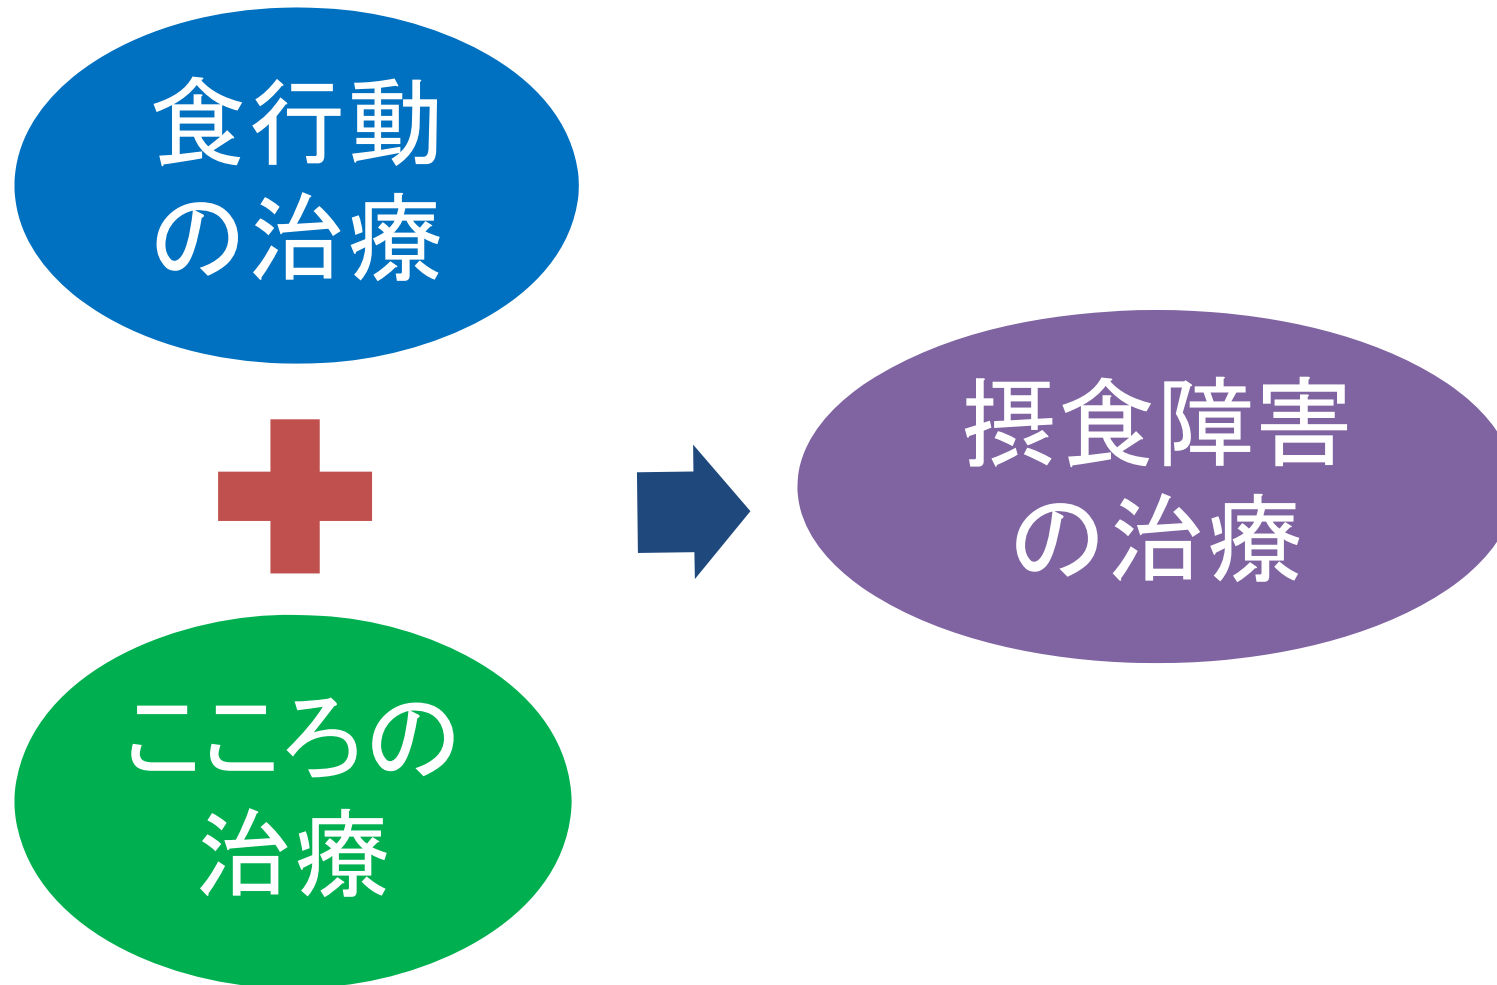 食行動
の治療
こころの
治療
摂食障害
の治療